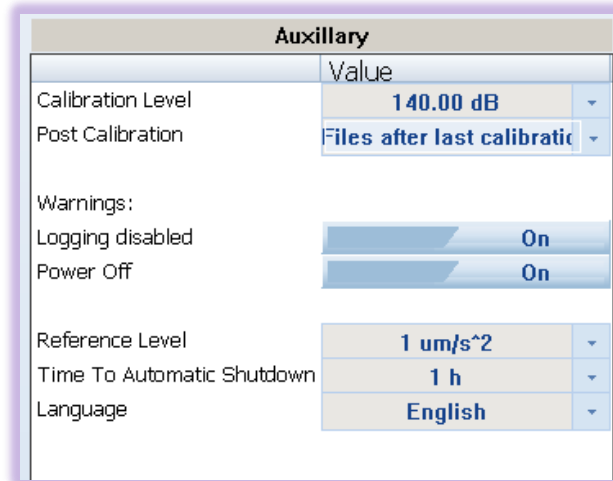 Auxillary
Value
Calibration Level 140.00 dB
Post Calibration Files after last calibratic
Warnings:
Logging disabled On
Power Off On
Reference Level 1 um/s^2
Time To Automatic Shutdown 1 h
Language English